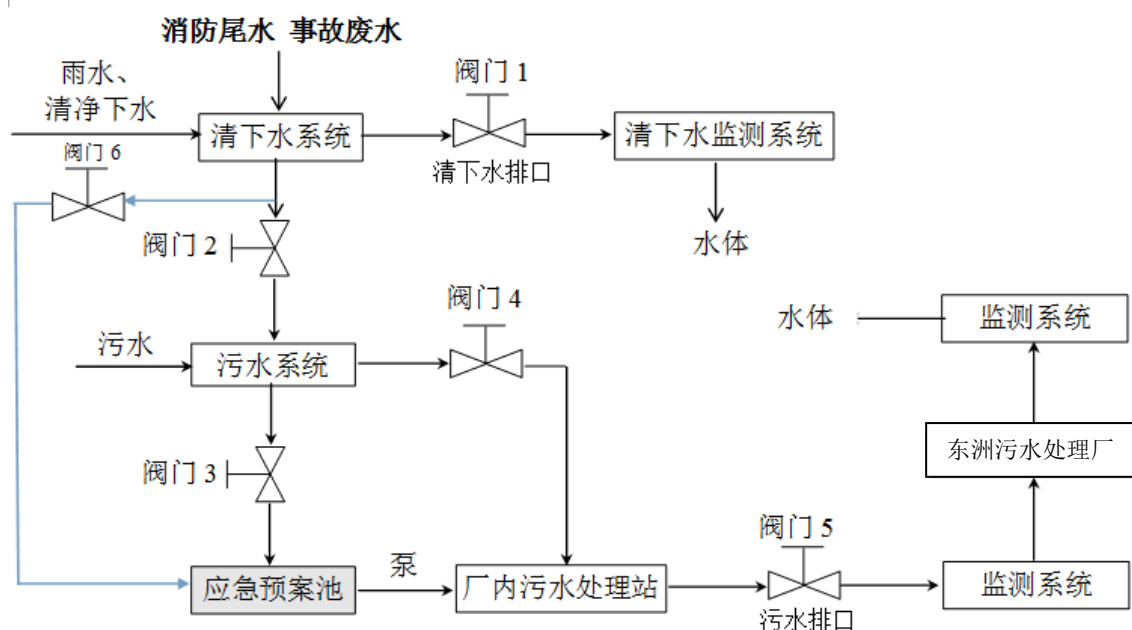 消防尾水 事故废水
雨水、
清净下水
阀门 1
清下水系统
清下水监测系统
阀门 6
清下水排口
水体
阀门 2
阀门 4
水体
监测系统
污水
污水系统
东洲污水处理厂
阀门 3
阀门 5
泵
应急预案池
厂内污水处理站
监测系统
污水排口